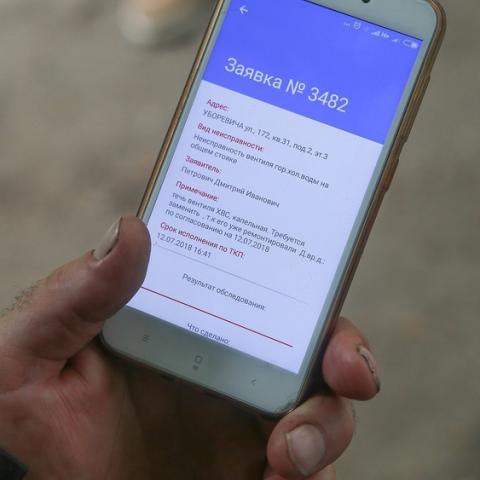 Заявка № 3482
Адрес:
УБОРЕВИЧА ул., 172, кв.31, под.2, эт.3
Вид неисправности:
Неисправность вентиля гор.хол.воды на
общем стояке
Заявитель:
Петрович Дмитрий Иванович
Примечание:
течь вентиля ХВС, капельная. Требуется
заменить , т.к его уже ремонтировали .Д.вр.д.:
по согласованию на 12.07.2018
Срок исполнения по ТКП:
12.07.2018 16:41
Результат обследования:
Что сделано: